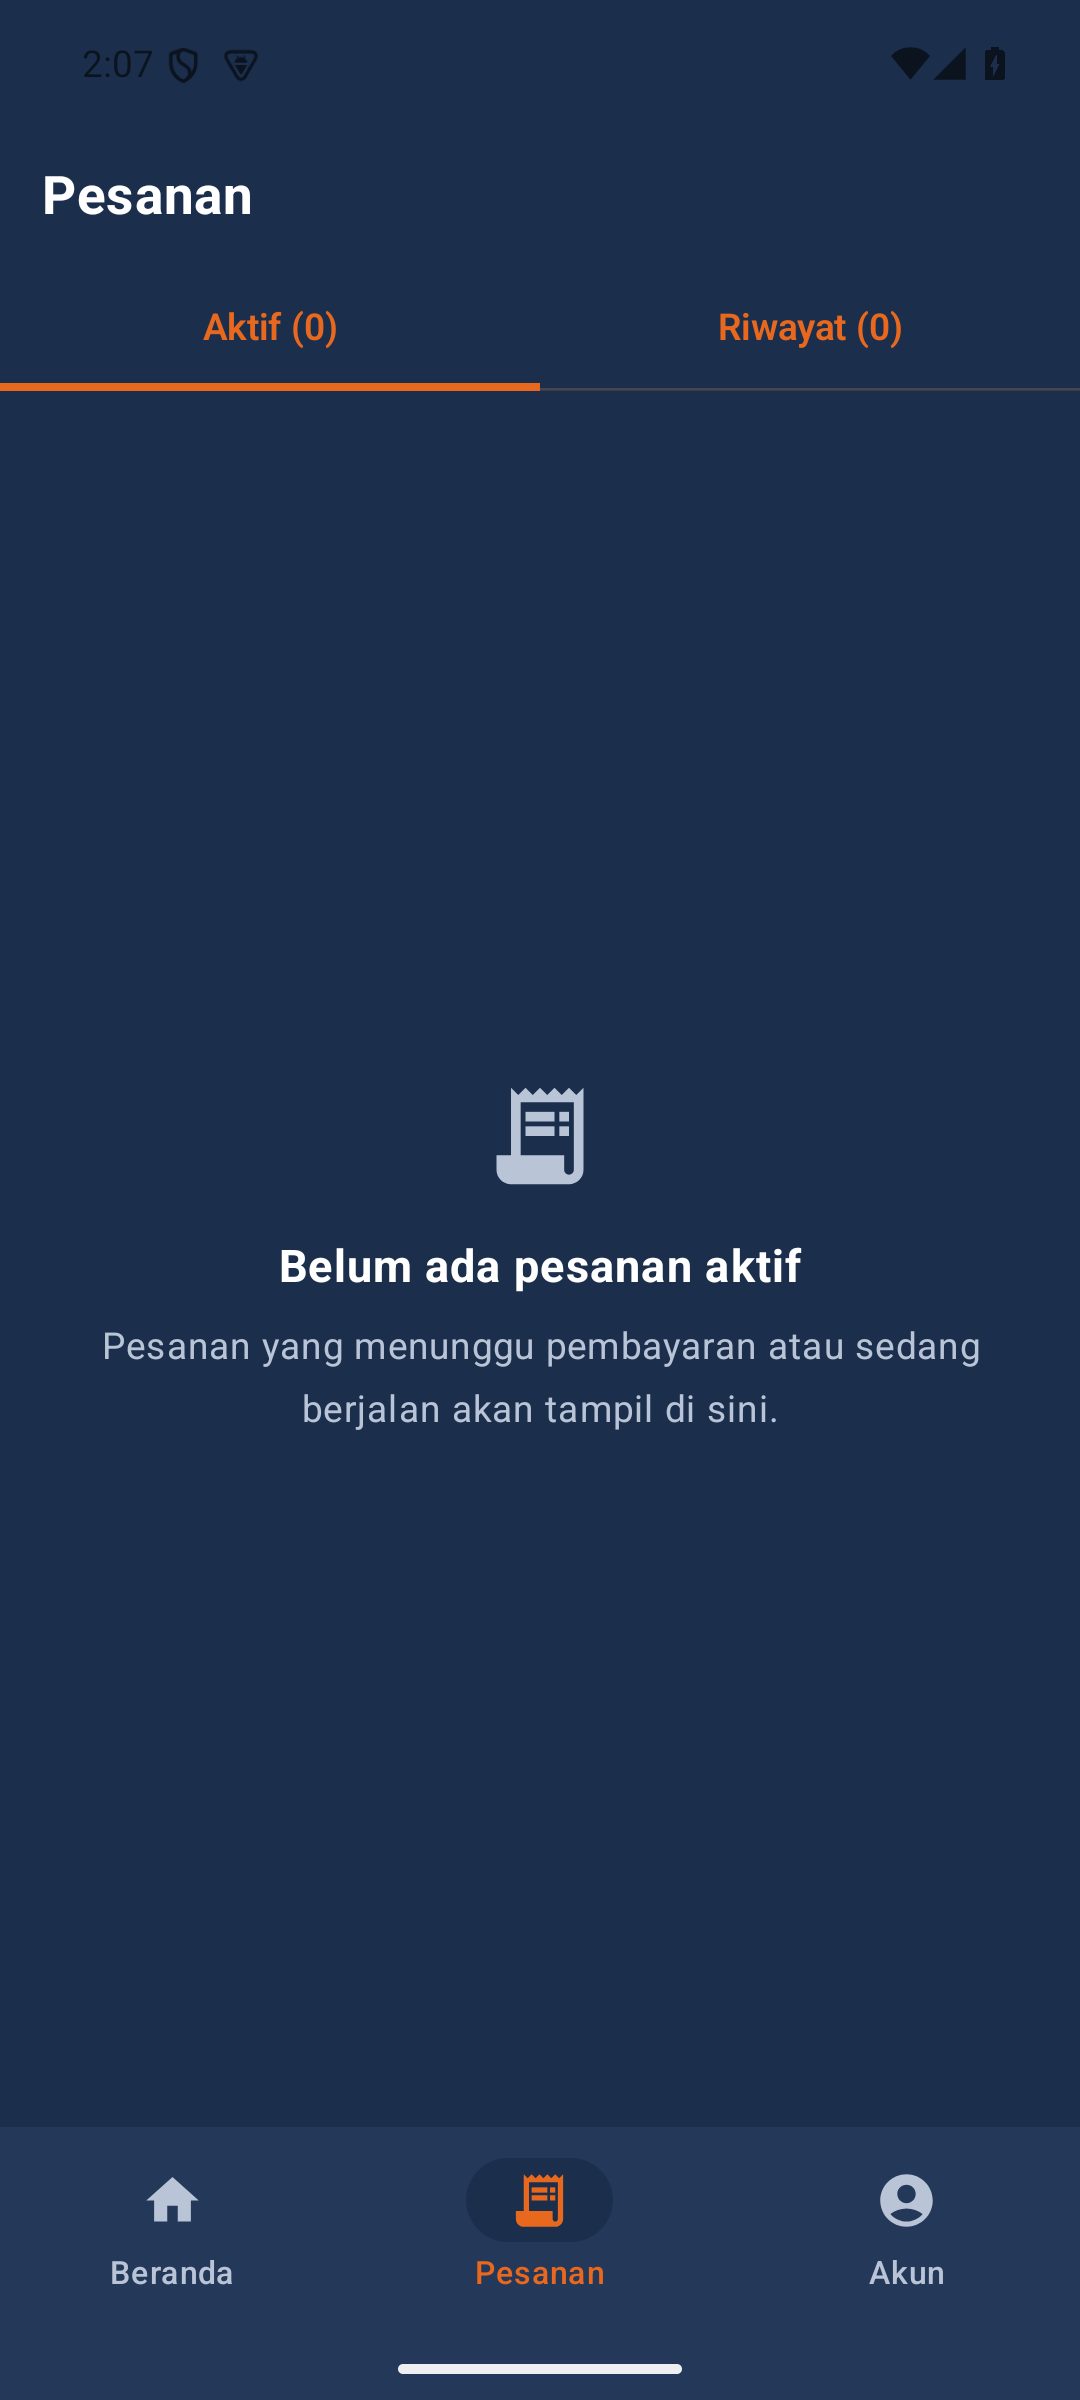 2:07
Pesanan
Aktif (0)
Riwayat (0)
Belum ada pesanan aktif
Pesanan yang menunggu pembayaran atau sedang
berjalan akan tampil di sini.
Beranda
Pesanan
Akun